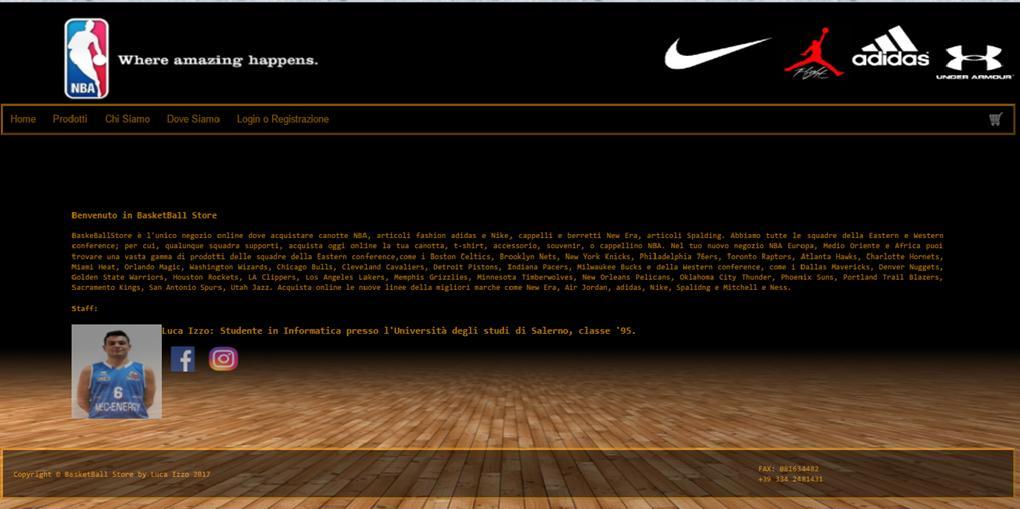 Where amazing happens.
NBA
Flight
adidas
UNDER ARMOUR
Home Prodotti Chi Siamo Dove Siamo Login o Registrazione
Benvenuto in BasketBall Store
BaskeBallStore è l'unico negozio online dove acquistare canotte NBA, articoli fashion adidas e Nike, cappelli e berretti New Era, articoli Spalding. Abbiamo tutte le squadre della Eastern e Western
conference; per cui, qualunque squadra supporti, acquista oggi online la tua canotta, t-shirt, accessorio, souvenir, o cappellino NBA. Nel tuo nuovo negozio NBA Europa, Medio Oriente e Africa puoi
trovare una vasta gamma di prodotti delle squadre della Eastern conference,come i Boston Celtics, Brooklyn Nets, New York Knicks, Philadelphia 76ers, Toronto Raptors, Atlanta Hawks, Charlotte Hornets,
Miami Heat, Orlando Magic, Washington Wizards, Chicago Bulls, Cleveland Cavaliers, Detroit Pistons, Indiana Pacers, Milwaukee Bucks e della Western conference, come i Dallas Mavericks, Denver Nuggets,
Golden State Warriors, Houston Rockets, LA Clippers, Los Angeles Lakers, Memphis Grizzlies, Minnesota Timberwolves, New Orleans Pelicans, Oklahoma City Thunder, Phoenix Suns, Portland Trail Blazers,
Sacramento Kings, San Antonio Spurs, Utah Jazz. Acquista online le nuove linee della migliori marche come New Era, Air Jordan, adidas, Nike, Spalidng e Mitchell e Ness.
Staff:
Luca Izzo: Studente in Informatica presso l'Università degli studi di Salerno, classe '95.
6
MEC-ENERGY
Copyright © BasketBall Store by Luca Izzo 2017
FAX: 081634482
+39 334 2481431